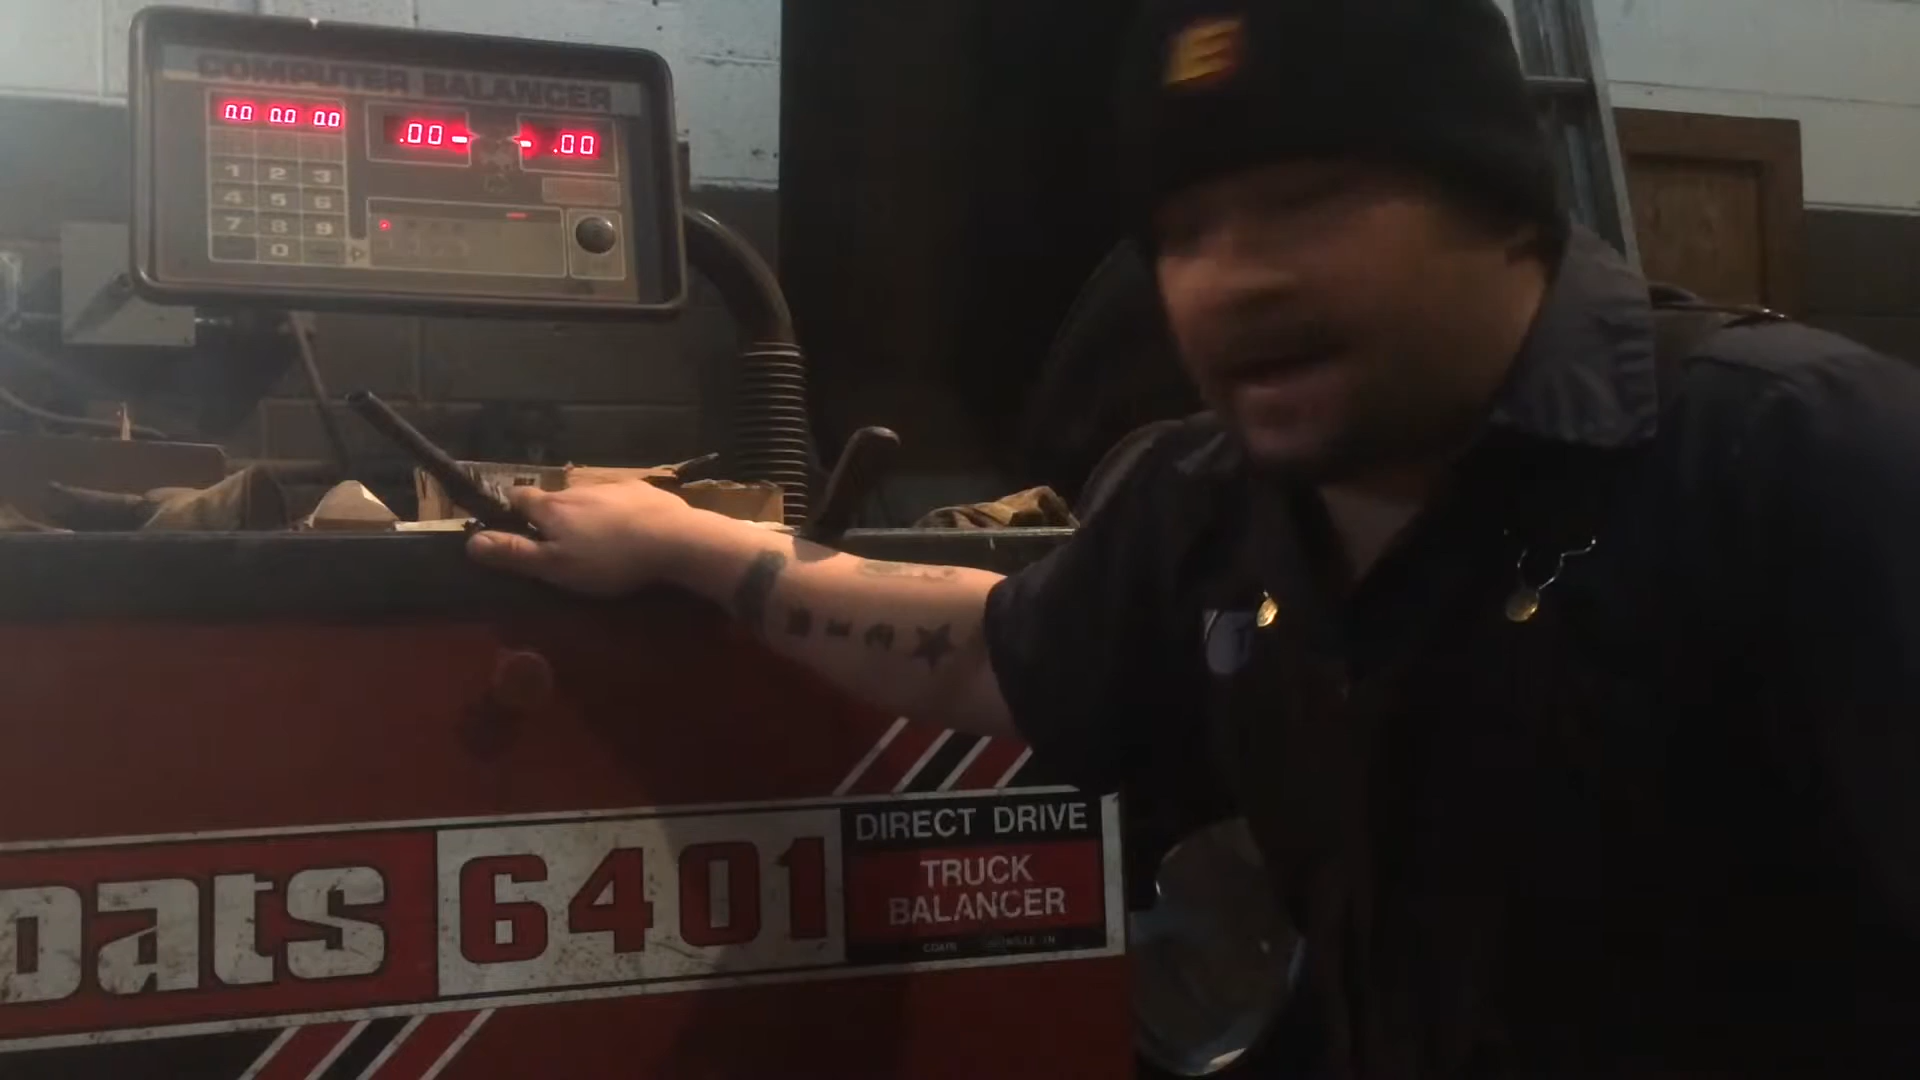 COMPUTER BALANCER
0.0 0.0 0.0
.00 - - .00
1 2 3
4 5 6
7 8 9
0
E
DIRECT DRIVE
TRUCK
BALANCER
oats 6401